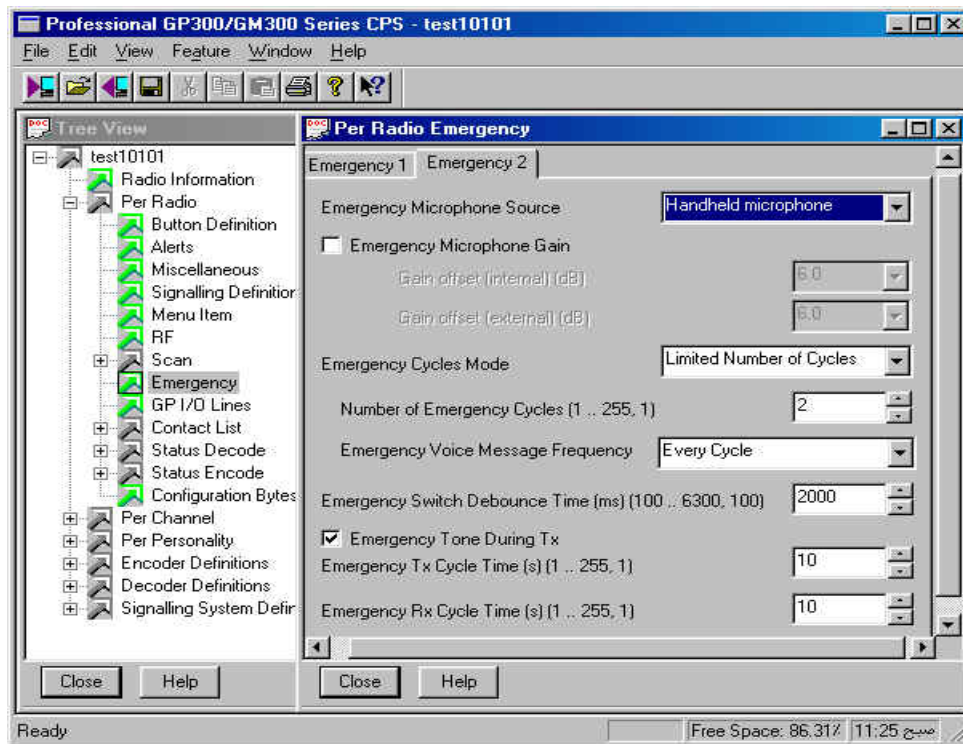 Professional GP300/GM300 Series CPS - test10101
File Edit View Feature Window Help
Tree View
test10101
Radio Information
Per Radio
Button Definition
Alerts
Miscellaneous
Signalling Definition
Menu Item
RF
Scan
Emergency
GP I/O Lines
Contact List
Status Decode
Status Encode
Configuration Bytes
Per Channel
Per Personality
Encoder Definitions
Decoder Definitions
Signalling System Defir
Close Help
Per Radio Emergency
Emergency 1 Emergency 2
Emergency Microphone Source Handheld microphone
Emergency Microphone Gain
Gain offset (internal) (dB) 6.0
Gain offset (external) (dB) 6.0
Emergency Cycles Mode Limited Number of Cycles
Number of Emergency Cycles (1 .. 255, 1) 2
Emergency Voice Message Frequency Every Cycle
Emergency Switch Debounce Time (ms) (100 .. 6300, 100) 2000
Emergency Tone During Tx
Emergency Tx Cycle Time (s) (1 .. 255, 1) 10
Emergency Rx Cycle Time (s) (1 .. 255, 1) 10
Close Help
Ready Free Space: 86.31% 11:25 صبح